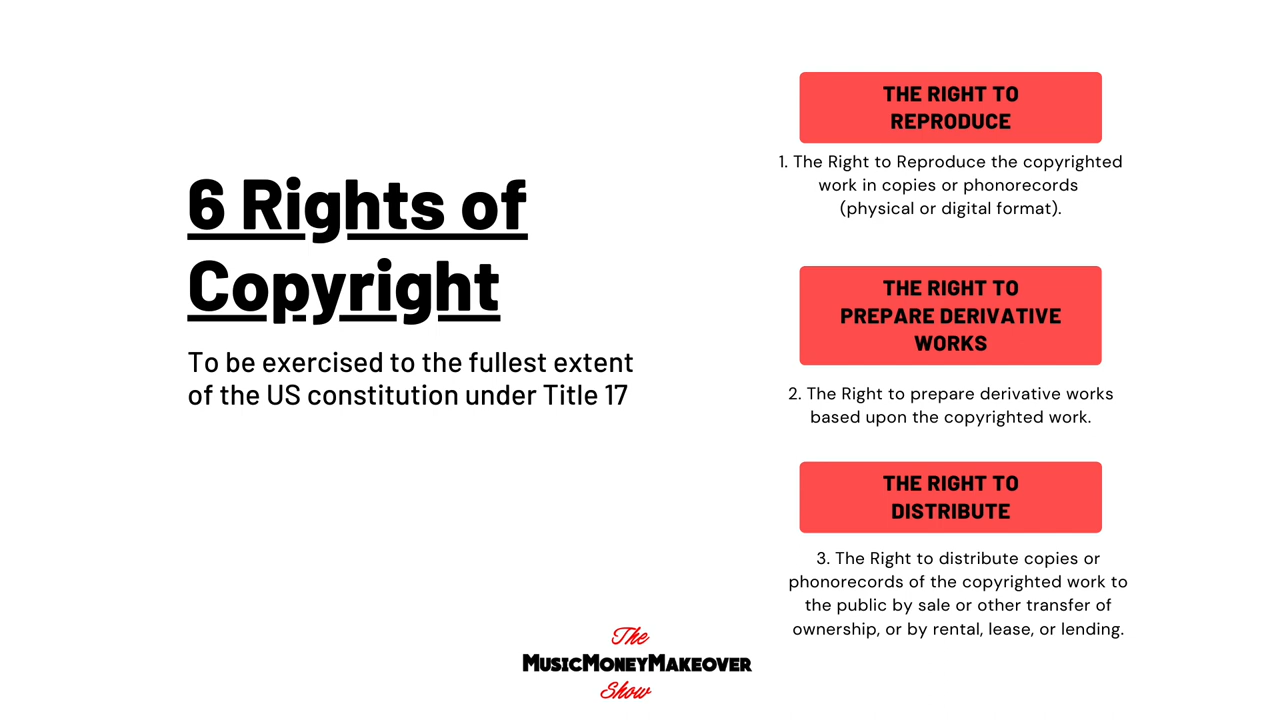 6 Rights of
Copyright
To be exercised to the fullest extent
of the US constitution under Title 17
THE RIGHT TO
REPRODUCE
1. The Right to Reproduce the copyrighted
work in copies or phonorecords
(physical or digital format).
THE RIGHT TO
PREPARE DERIVATIVE
WORKS
2. The Right to prepare derivative works
based upon the copyrighted work.
THE RIGHT TO
DISTRIBUTE
3. The Right to distribute copies or
phonorecords of the copyrighted work to
the public by sale or other transfer of
ownership, or by rental, lease, or lending.
The
MUSICMONEYMAKEOVER
Show